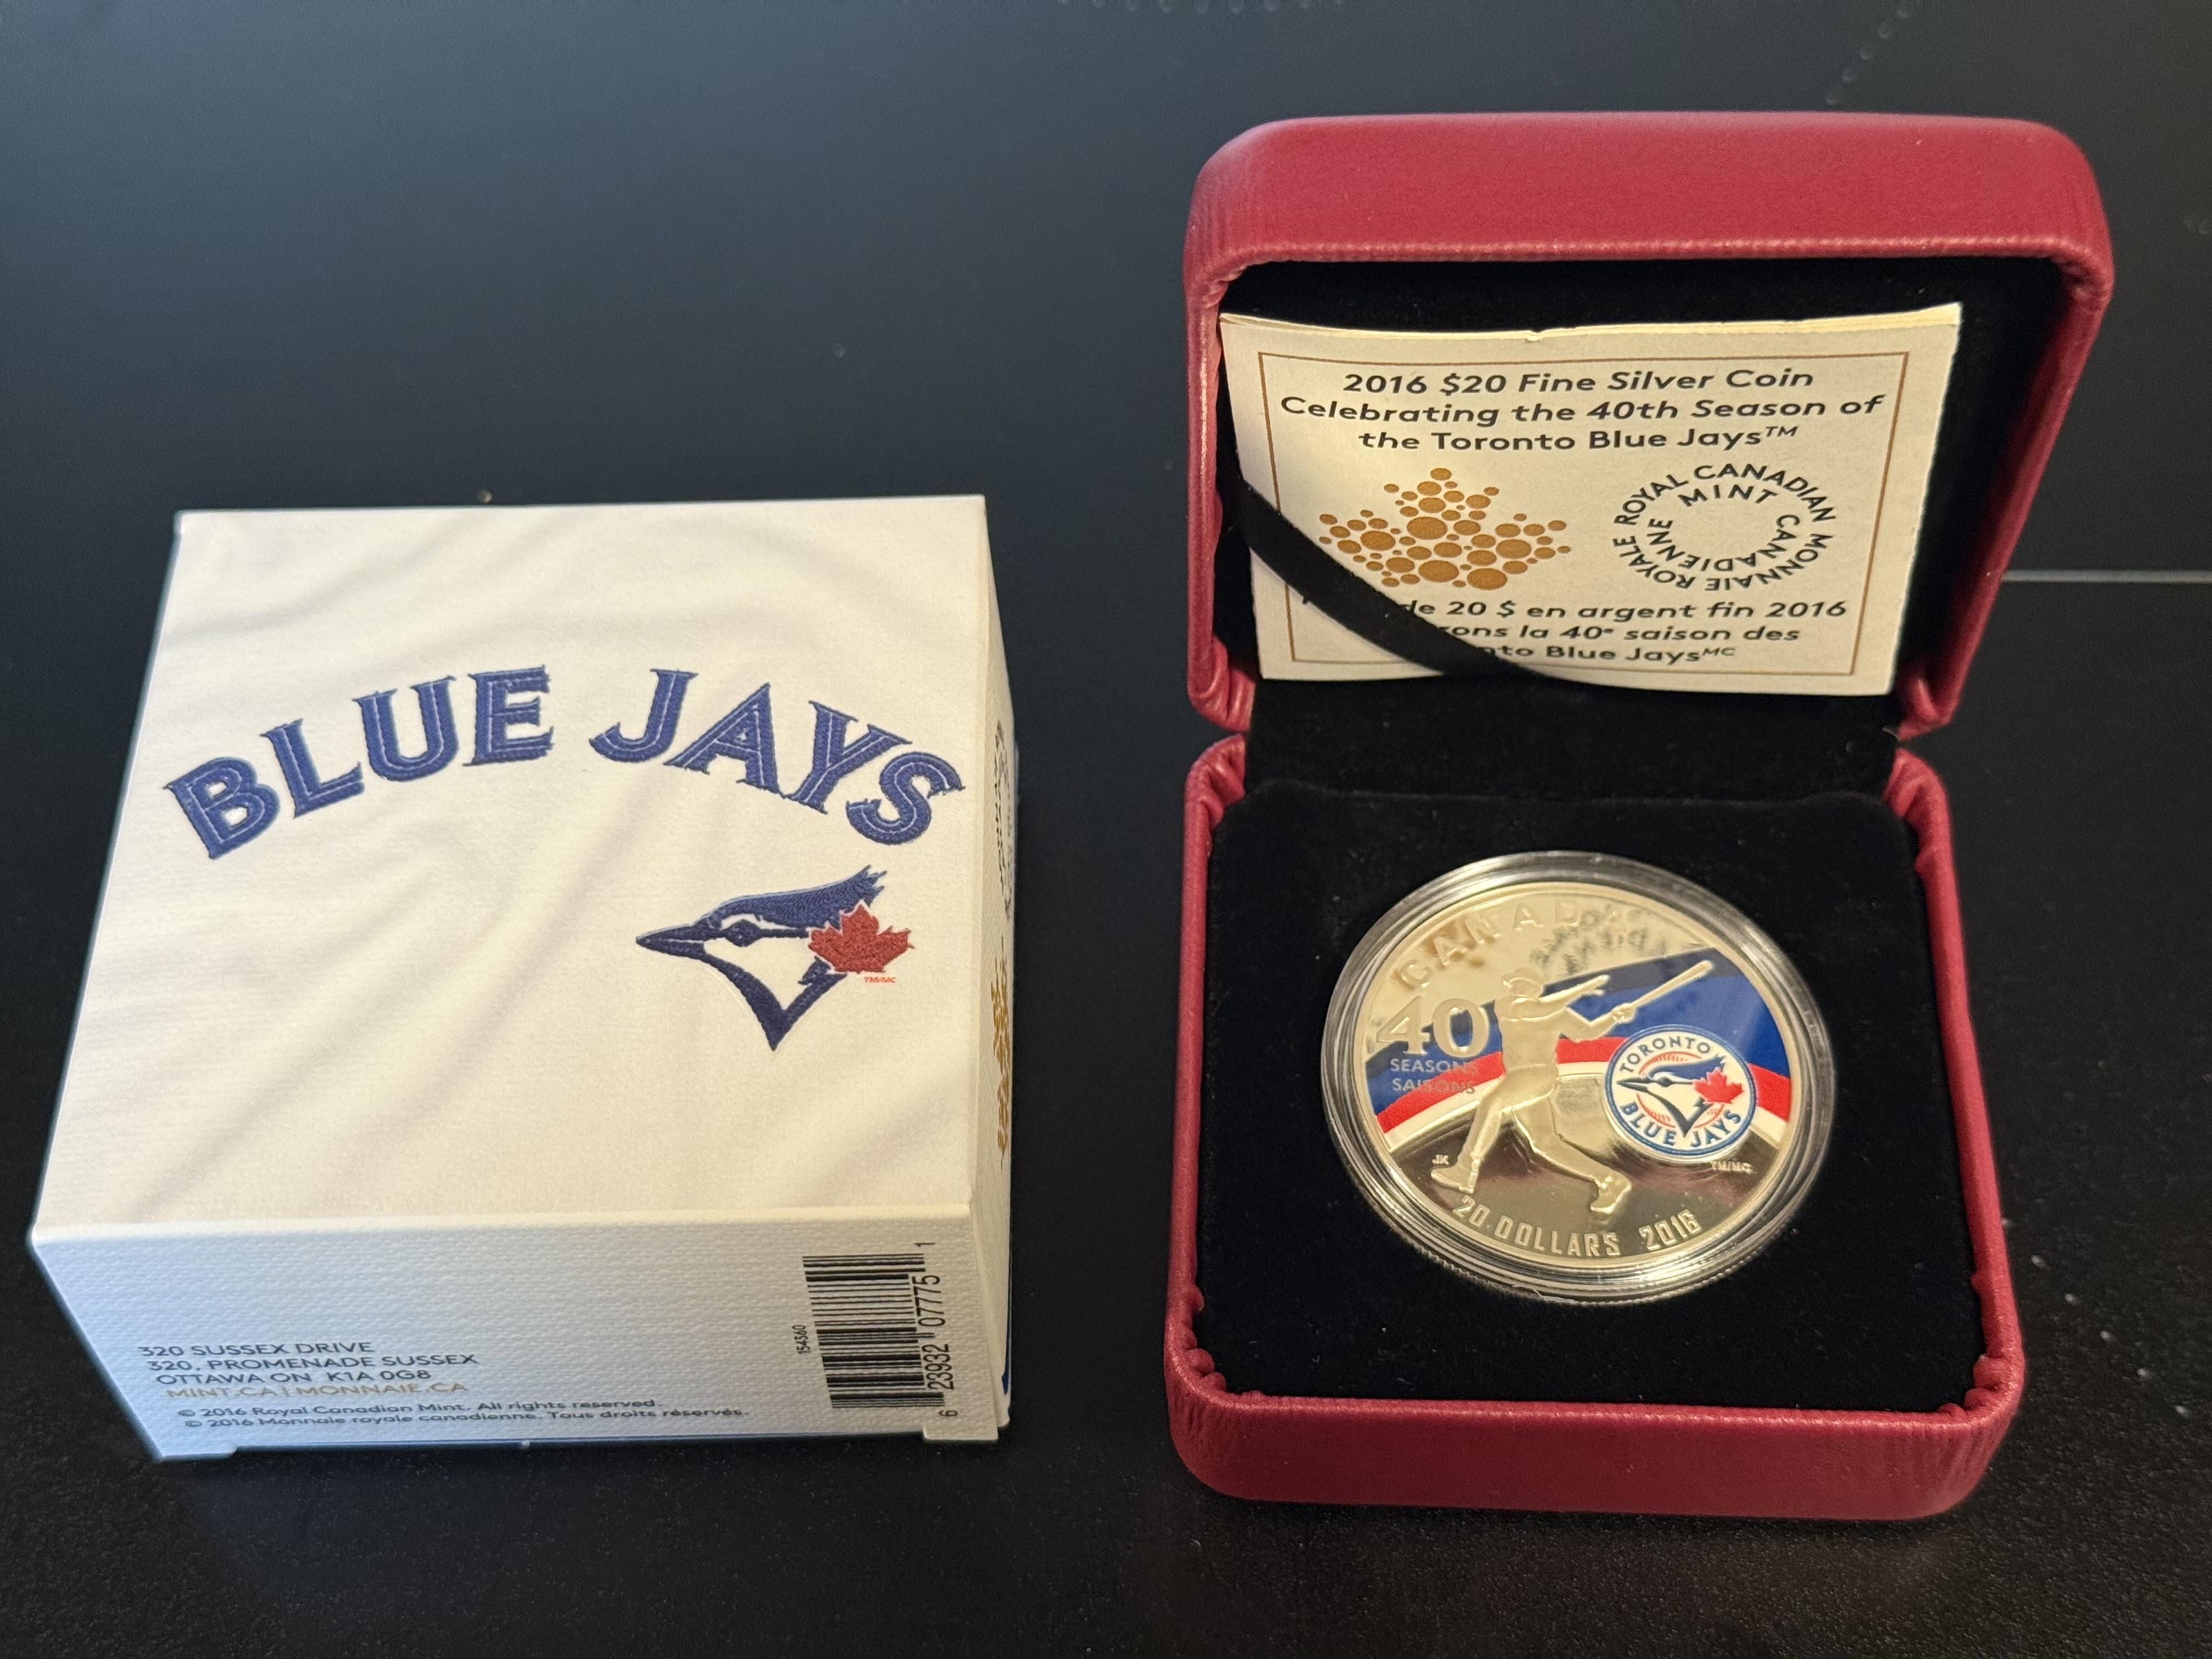 BLUE JAYS
TM/MC
320 SUSSEX DRIVE
320, PROMENADE SUSSEX
OTTAWA ON K1A 0G8
MINT.CA | MONNAIE.CA
© 2016 Royal Canadian Mint. All rights reserved.
© 2016 Monnaie royale canadienne. Tous droits réservés.
154360
6 23932 07775 1
2016 $20 Fine Silver Coin
Celebrating the 40th Season of
the Toronto Blue Jays™
ROYAL CANADIAN MINT
MONNAIE ROYALE CANADIENNE
de 20 $ en argent fin 2016
la 40e saison des
Blue JaysMC
CANADA
40
SEASONS
SAISONS
TORONTO
BLUE JAYS
JK
TM/MC
20 DOLLARS 2016